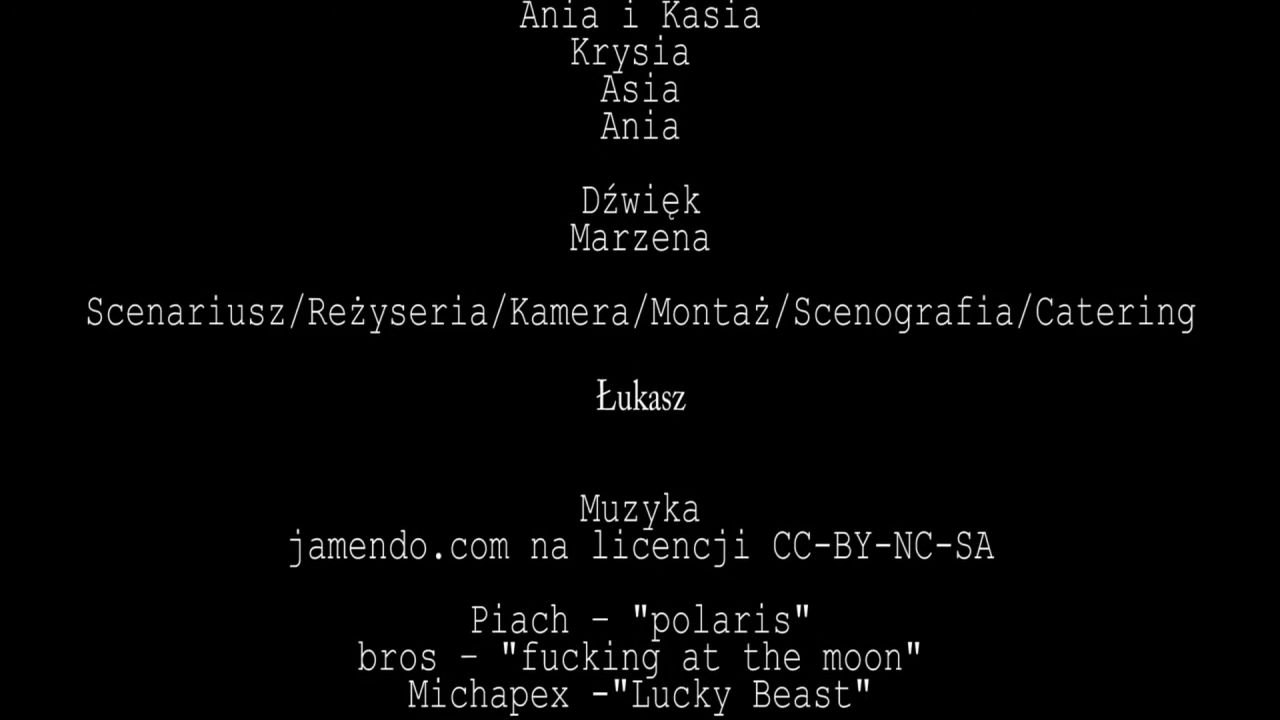 Ania i Kasia
Krysia
Asia
Ania
Dźwięk
Marzena
Scenariusz/Reżyseria/Kamera/Montaż/Scenografia/Catering
Łukasz
Muzyka
jamendo.com na licencji CC-BY-NC-SA
Piach - "polaris"
bros - "fucking at the moon"
Michapex -"Lucky Beast"